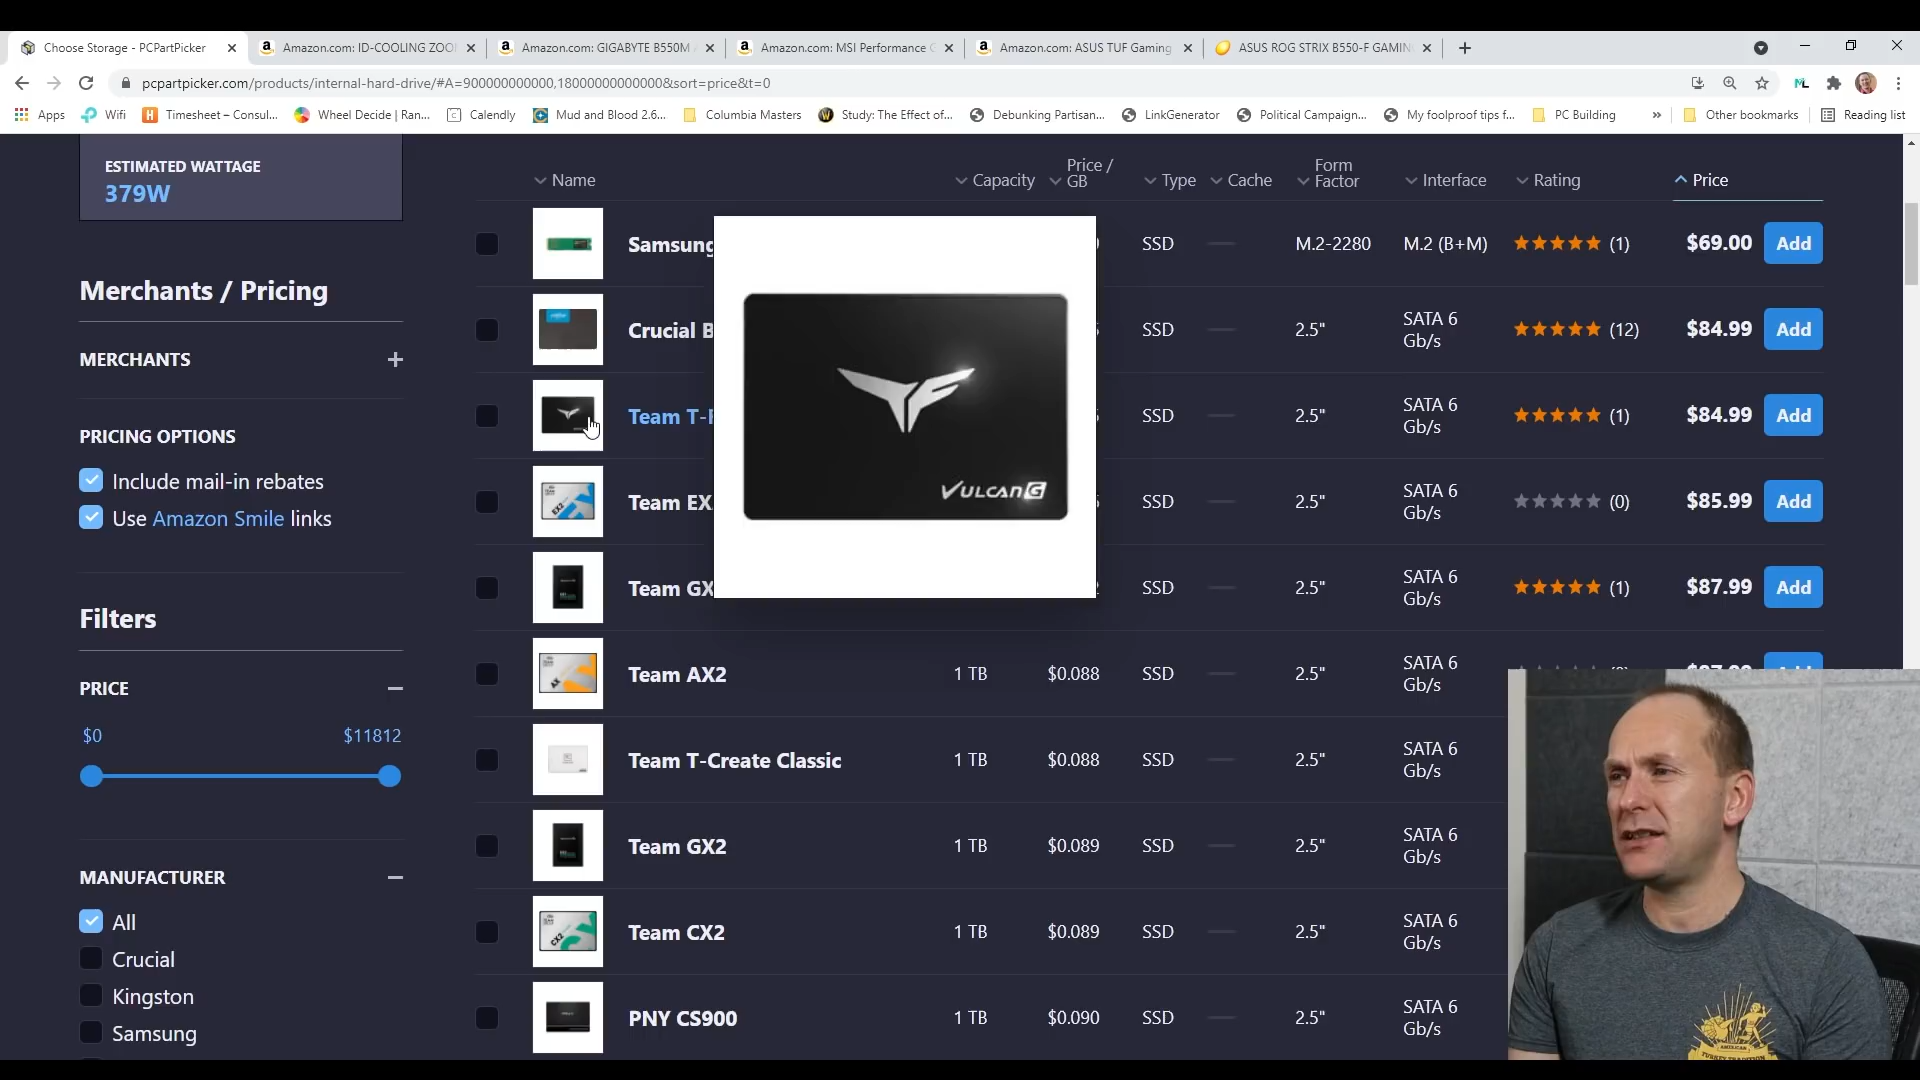 Choose Storage - PCPartPicker
Amazon.com: ID-COOLING ZOO
Amazon.com: GIGABYTE B550M
Amazon.com: MSI Performance
Amazon.com: ASUS TUF Gaming
ASUS ROG STRIX B550-F GAMIN
pcpartpicker.com/products/internal-hard-drive/#A=900000000000,18000000000000&sort=price&t=0
Apps
Wifi
Timesheet – Consul...
Wheel Decide | Ran...
Calendly
Mud and Blood 2.6...
Columbia Masters
Study: The Effect of...
Debunking Partisan...
LinkGenerator
Political Campaign...
My foolproof tips f...
PC Building
»
Other bookmarks
Reading list
ESTIMATED WATTAGE
379W
Merchants / Pricing
MERCHANTS
PRICING OPTIONS
Include mail-in rebates
Use Amazon Smile links
Filters
PRICE
$0 $11812
MANUFACTURER
All
Crucial
Kingston
Samsung
Name Capacity Price / GB Type Cache Form Factor Interface Rating Price
Samsung SSD M.2-2280 M.2 (B+M) (1) $69.00 Add
Crucial B SSD 2.5" SATA 6 Gb/s (12) $84.99 Add
Team T-F SSD 2.5" SATA 6 Gb/s (1) $84.99 Add
Team EX SSD 2.5" SATA 6 Gb/s (0) $85.99 Add
Team GX SSD 2.5" SATA 6 Gb/s (1) $87.99 Add
Team AX2 1 TB $0.088 SSD 2.5" SATA 6 Gb/s
Team T-Create Classic 1 TB $0.088 SSD 2.5" SATA 6 Gb/s
Team GX2 1 TB $0.089 SSD 2.5" SATA 6 Gb/s
Team CX2 1 TB $0.089 SSD 2.5" SATA 6 Gb/s
PNY CS900 1 TB $0.090 SSD 2.5" SATA 6 Gb/s
VULCAN G
AMERICAN
TURKEY TRADITION